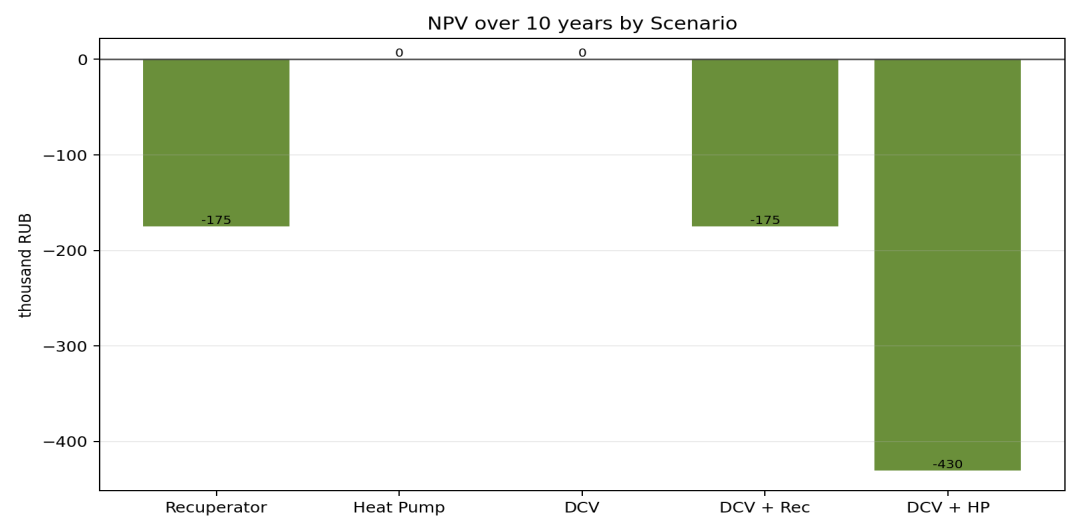 NPV over 10 years by Scenario
thousand RUB
0
−100
−200
−300
−400
-175
0
0
-175
-430
Recuperator
Heat Pump
DCV
DCV + Rec
DCV + HP